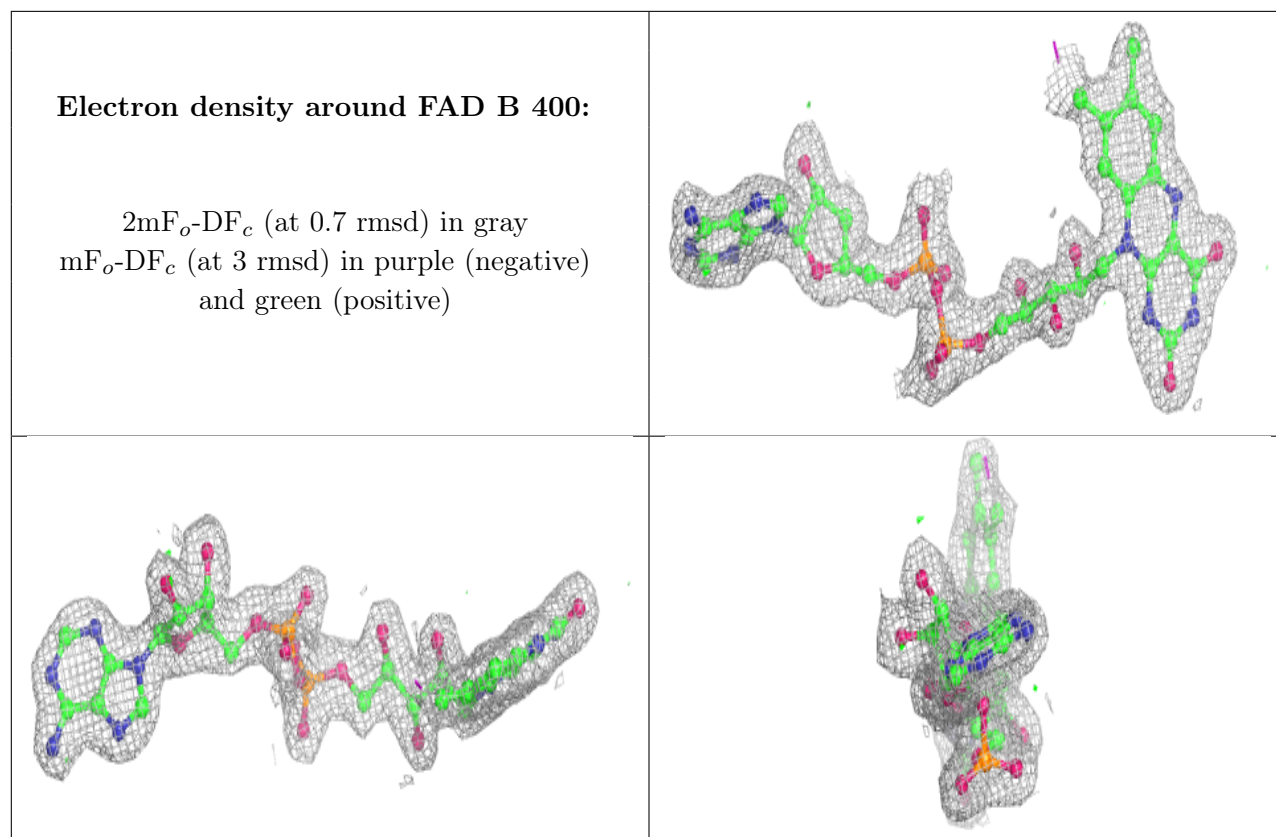 Electron density around FAD B 400:
2mFo-DFc (at 0.7 rmsd) in gray
mFo-DFc (at 3 rmsd) in purple (negative)
and green (positive)